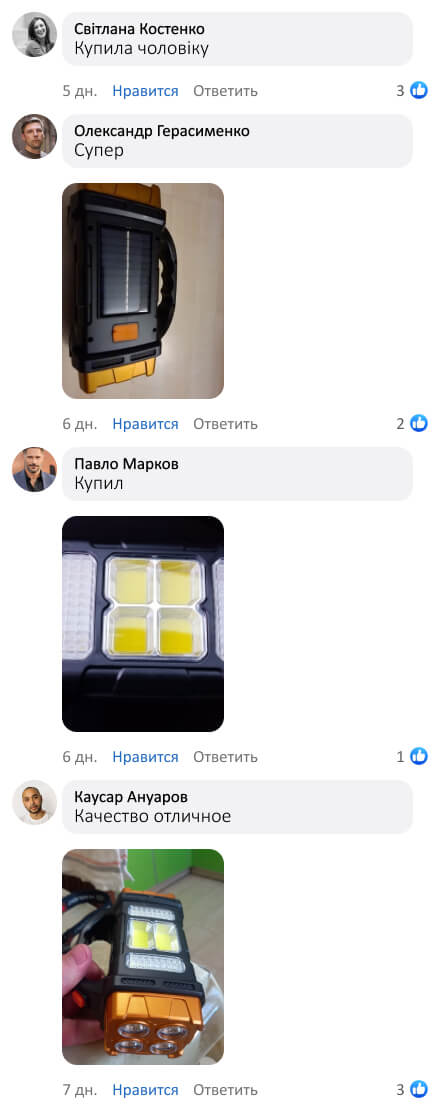 Світлана Костенко
Купила чоловіку
5 дн. Нравится Ответить 3
Олександр Герасименко
Супер
6 дн. Нравится Ответить 2
Павло Марков
Купил
6 дн. Нравится Ответить 1
Каусар Ануаров
Качество отличное
7 дн. Нравится Ответить 3